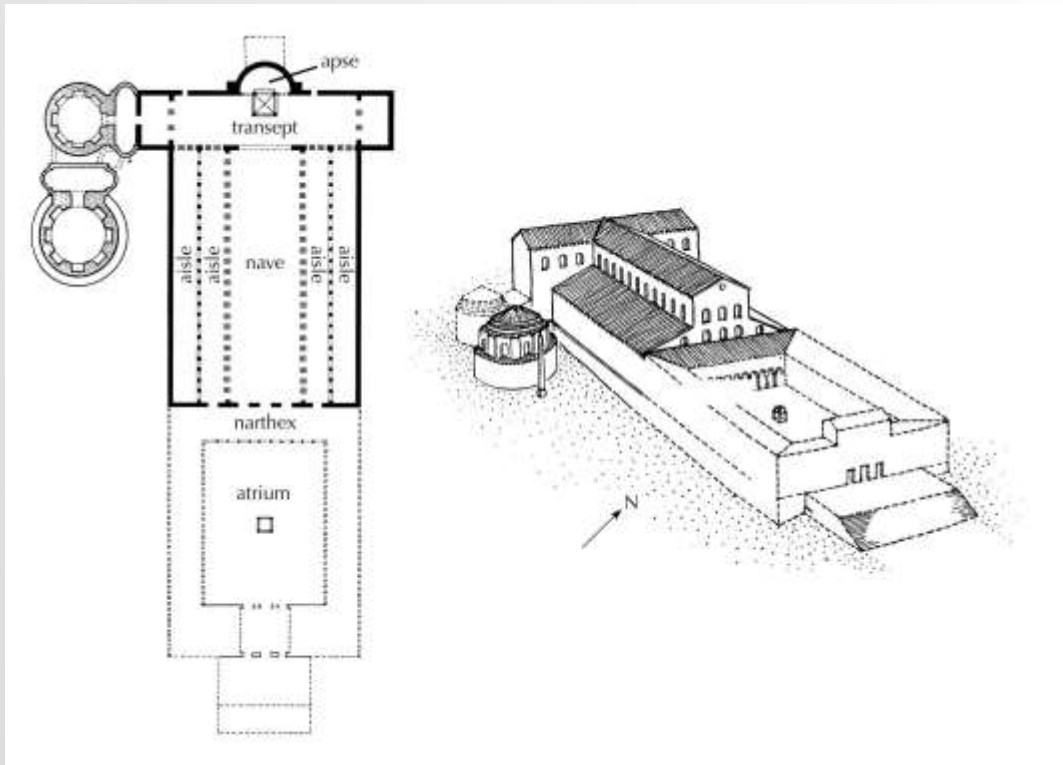 apse
transept
aisle
aisle
nave
aisle
aisle
narthex
atrium
N